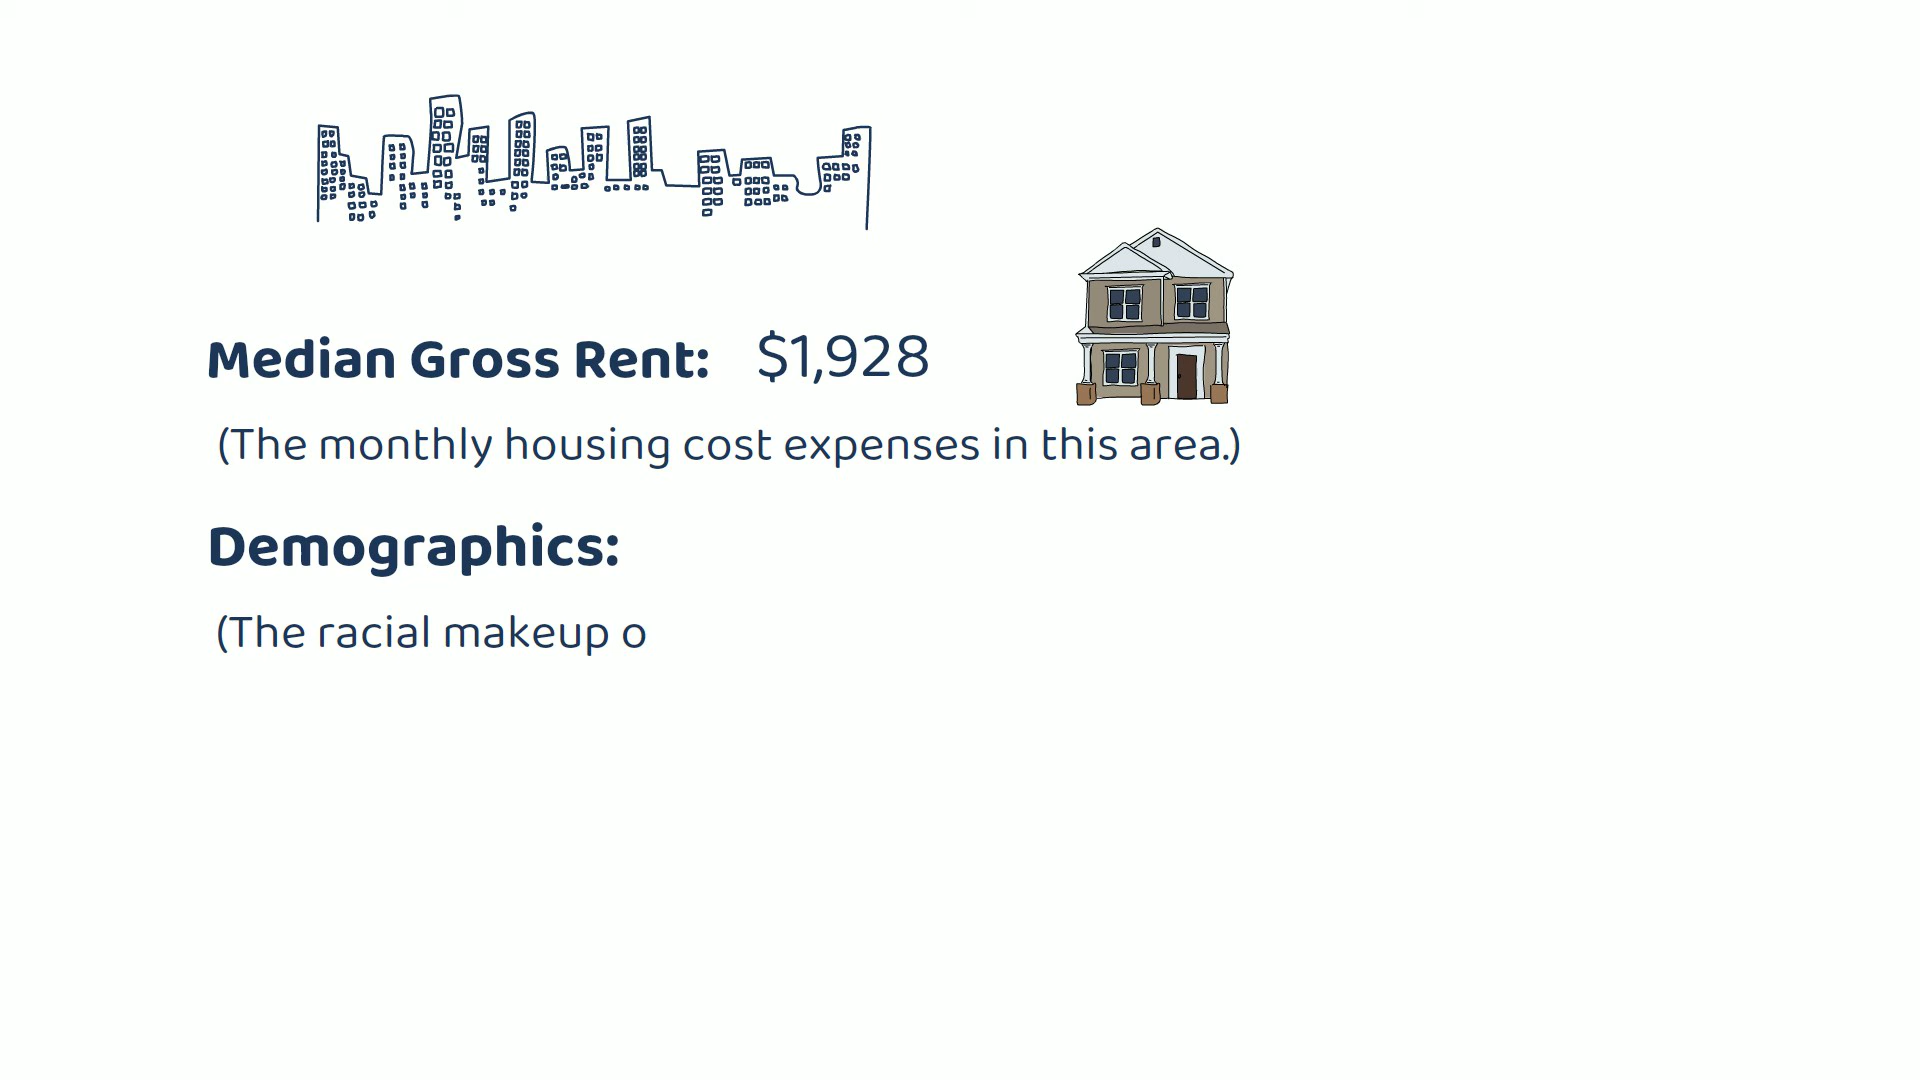 Median Gross Rent: $1,928
(The monthly housing cost expenses in this area.)
Demographics:
(The racial makeup o